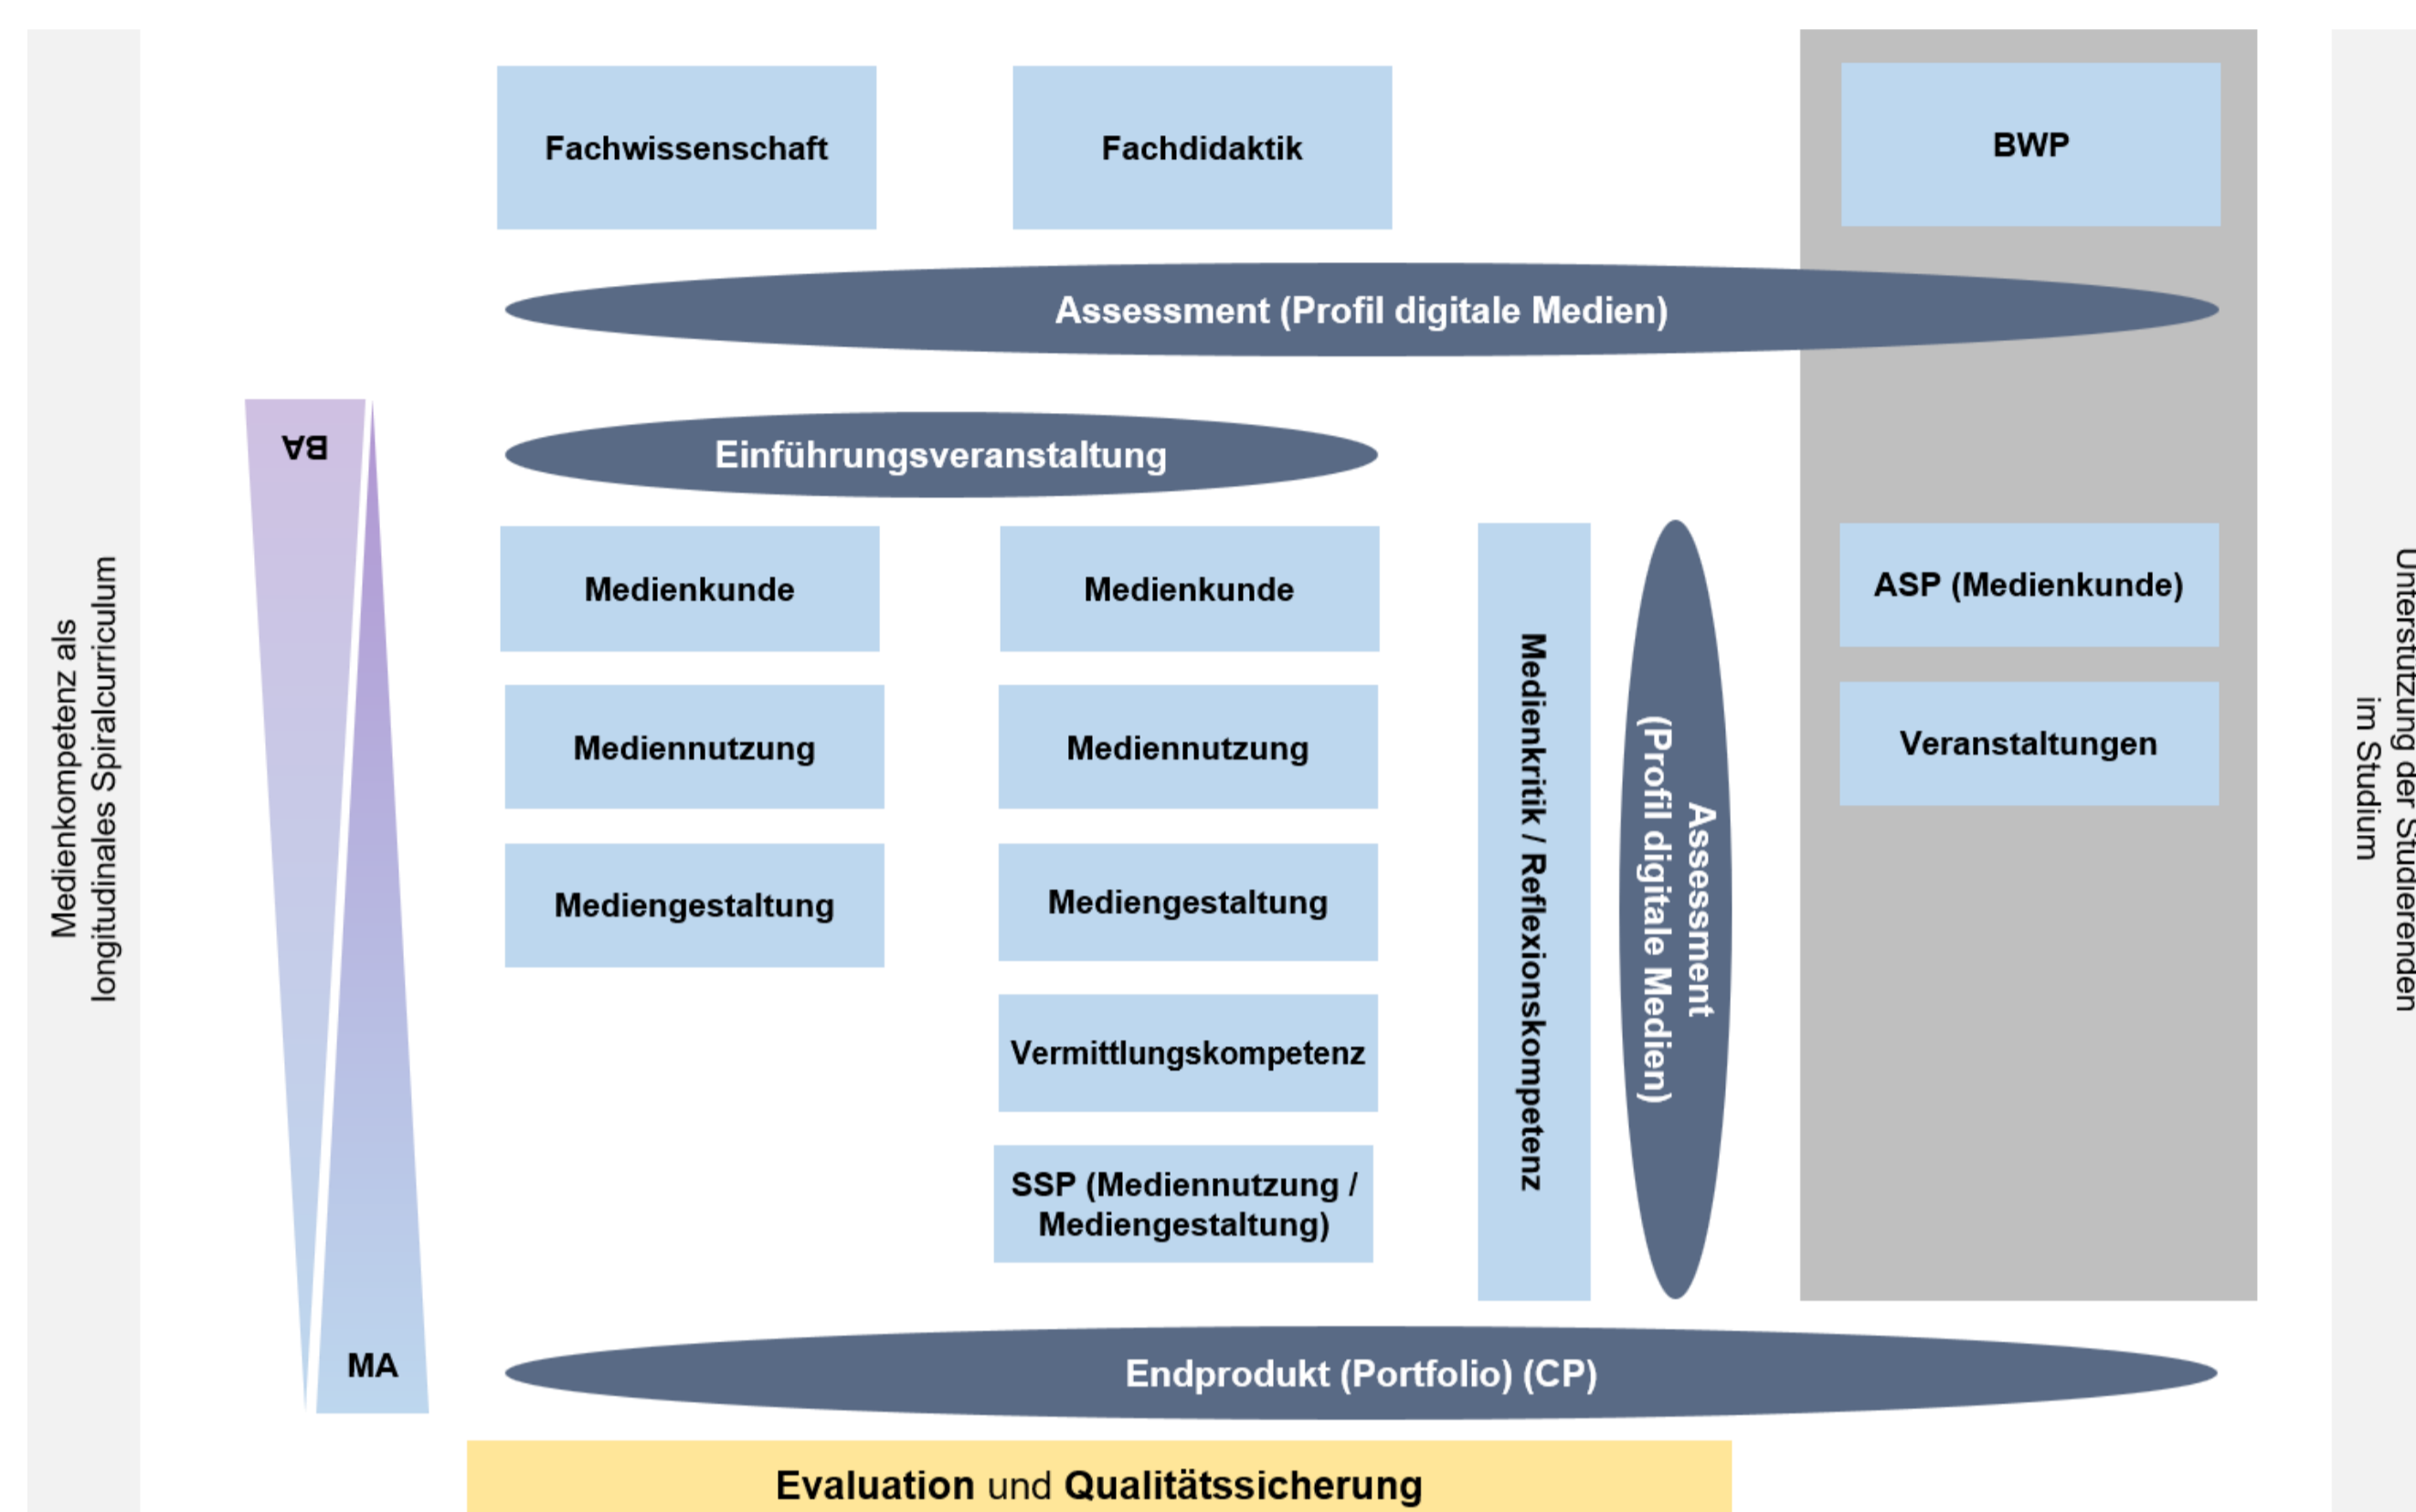 Medienkompetenz als
longitudinales Spiralcurriculum
Fachwissenschaft
Fachdidaktik
BWP
Assessment (Profil digitale Medien)
BA
Einführungsveranstaltung
Medienkunde
Medienkunde
ASP (Medienkunde)
Mediennutzung
Mediennutzung
Veranstaltungen
Mediengestaltung
Mediengestaltung
Vermittlungskompetenz
SSP (Mediennutzung /
Mediengestaltung)
Medienkritik / Reflexionskompetenz
Assessment
(Profil digitale Medien)
MA
Endprodukt (Portfolio) (CP)
Evaluation und Qualitätssicherung
Unterstützung der Studierenden
im Studium